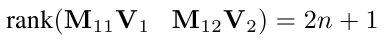 rank(M₁₁V₁ M₁₂V₂) = 2n + 1